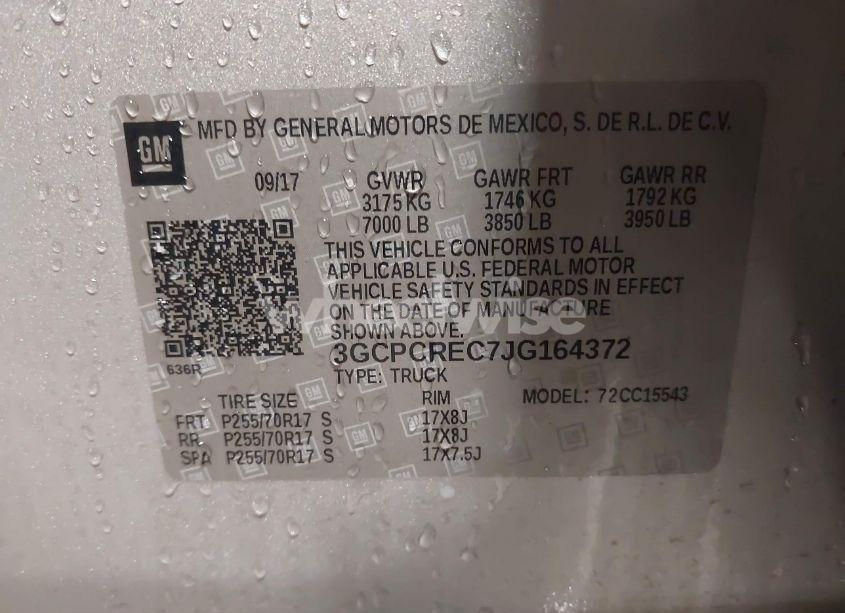 GM
MFD BY GENERAL MOTORS DE MEXICO, S. DE R.L. DE C.V.
09/17 GVWR GAWR FRT GAWR RR
3175 KG 1746 KG 1792 KG
7000 LB 3850 LB 3950 LB
THIS VEHICLE CONFORMS TO ALL
APPLICABLE U.S. FEDERAL MOTOR
VEHICLE SAFETY STANDARDS IN EFFECT
ON THE DATE OF MANUFACTURE
SHOWN ABOVE.
3GCPCREC7JG164372
636R
TYPE: TRUCK
TIRE SIZE RIM MODEL: 72CC15543
FRT P255/70R17 S 17X8J
RR P255/70R17 S 17X8J
SPA P255/70R17 S 17X7.5J